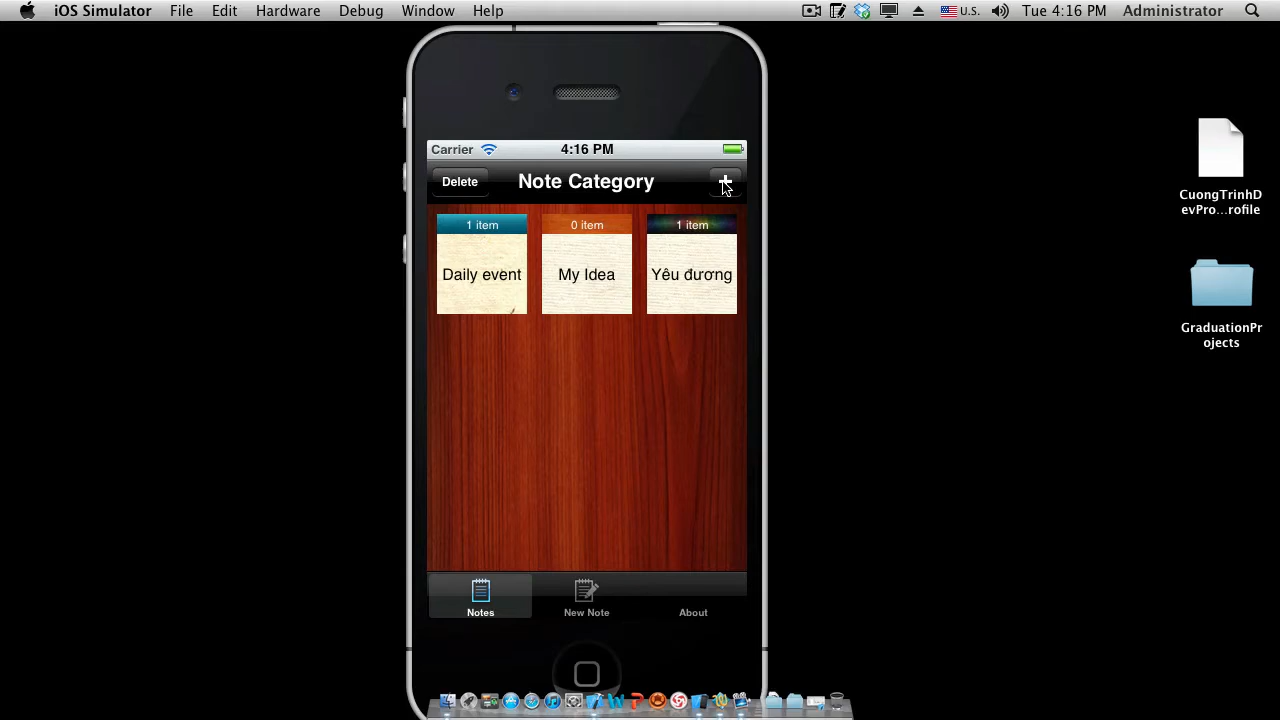 iOS Simulator File Edit Hardware Debug Window Help U.S. Tue 4:16 PM Administrator
Carrier 4:16 PM
Delete Note Category +
1 item 0 item 1 item
Daily event My Idea Yêu đương
Notes New Note About
CuongTrinhD
evPro...rofile
GraduationPr
ojects